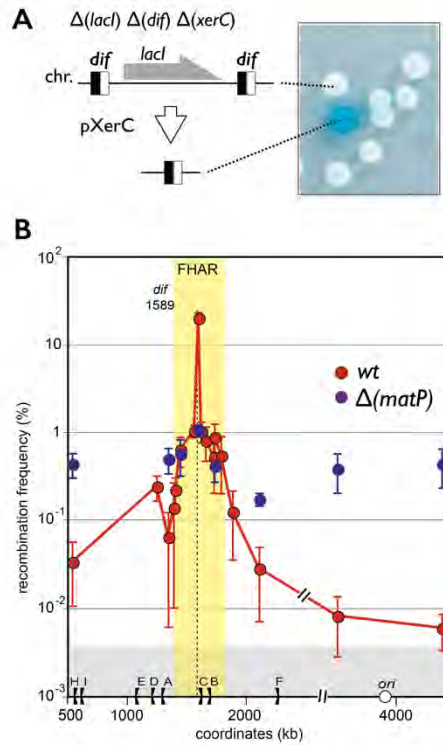 A
Δ(lacI) Δ(dif) Δ(xerC)
dif lacI dif
chr.
pXerC
B
FHAR
dif
1589
wt
Δ(matP)
recombination frequency (%)
10²
10
1
10⁻¹
10⁻²
10⁻³
H I E D A C B F ori
500 1000 2000 4000
coordinates (kb)